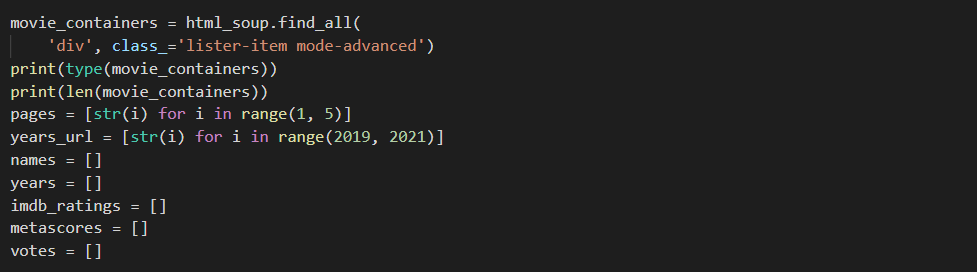 movie_containers = html_soup.find_all(
    'div', class_='lister-item mode-advanced')
print(type(movie_containers))
print(len(movie_containers))
pages = [str(i) for i in range(1, 5)]
years_url = [str(i) for i in range(2019, 2021)]
names = []
years = []
imdb_ratings = []
metascores = []
votes = []